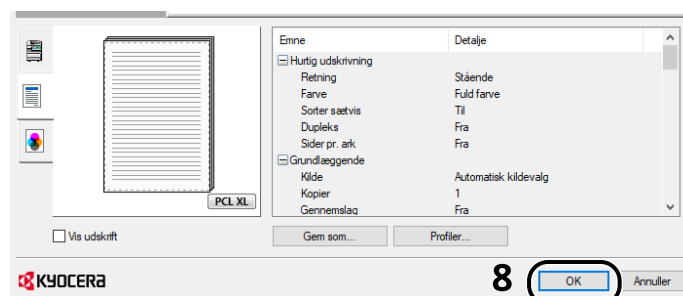 Emne Detalje
Hurtig udskrivning
Retning Stående
Farve Fuld farve
Sorter sætvis Til
Dupleks Fra
Sider pr. ark Fra
Grundlæggende
Kilde Automatisk kildevalg
Kopier 1
Gennemslag Fra
PCL XL
Vis udskrift Gem som... Profiler...
KYOCERA 8 OK Annuller